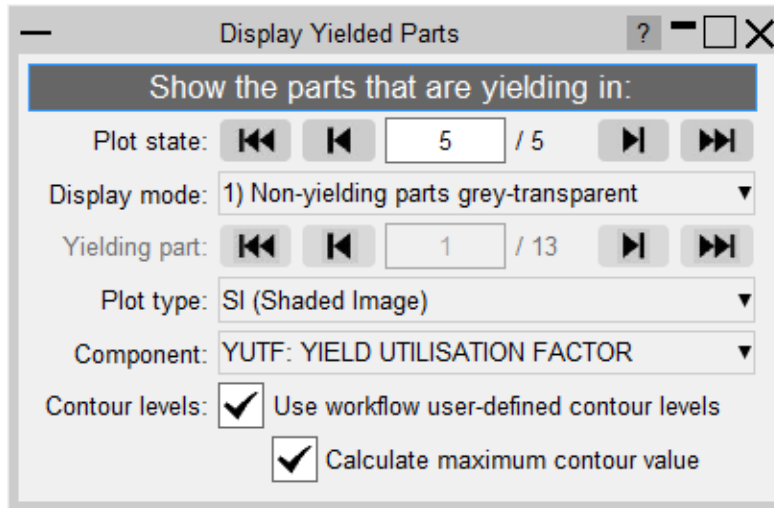 Display Yielded Parts ?
Show the parts that are yielding in:
Plot state: 5 / 5
Display mode: 1) Non-yielding parts grey-transparent
Yielding part: 1 / 13
Plot type: SI (Shaded Image)
Component: YUTF: YIELD UTILISATION FACTOR
Contour levels: Use workflow user-defined contour levels
Calculate maximum contour value